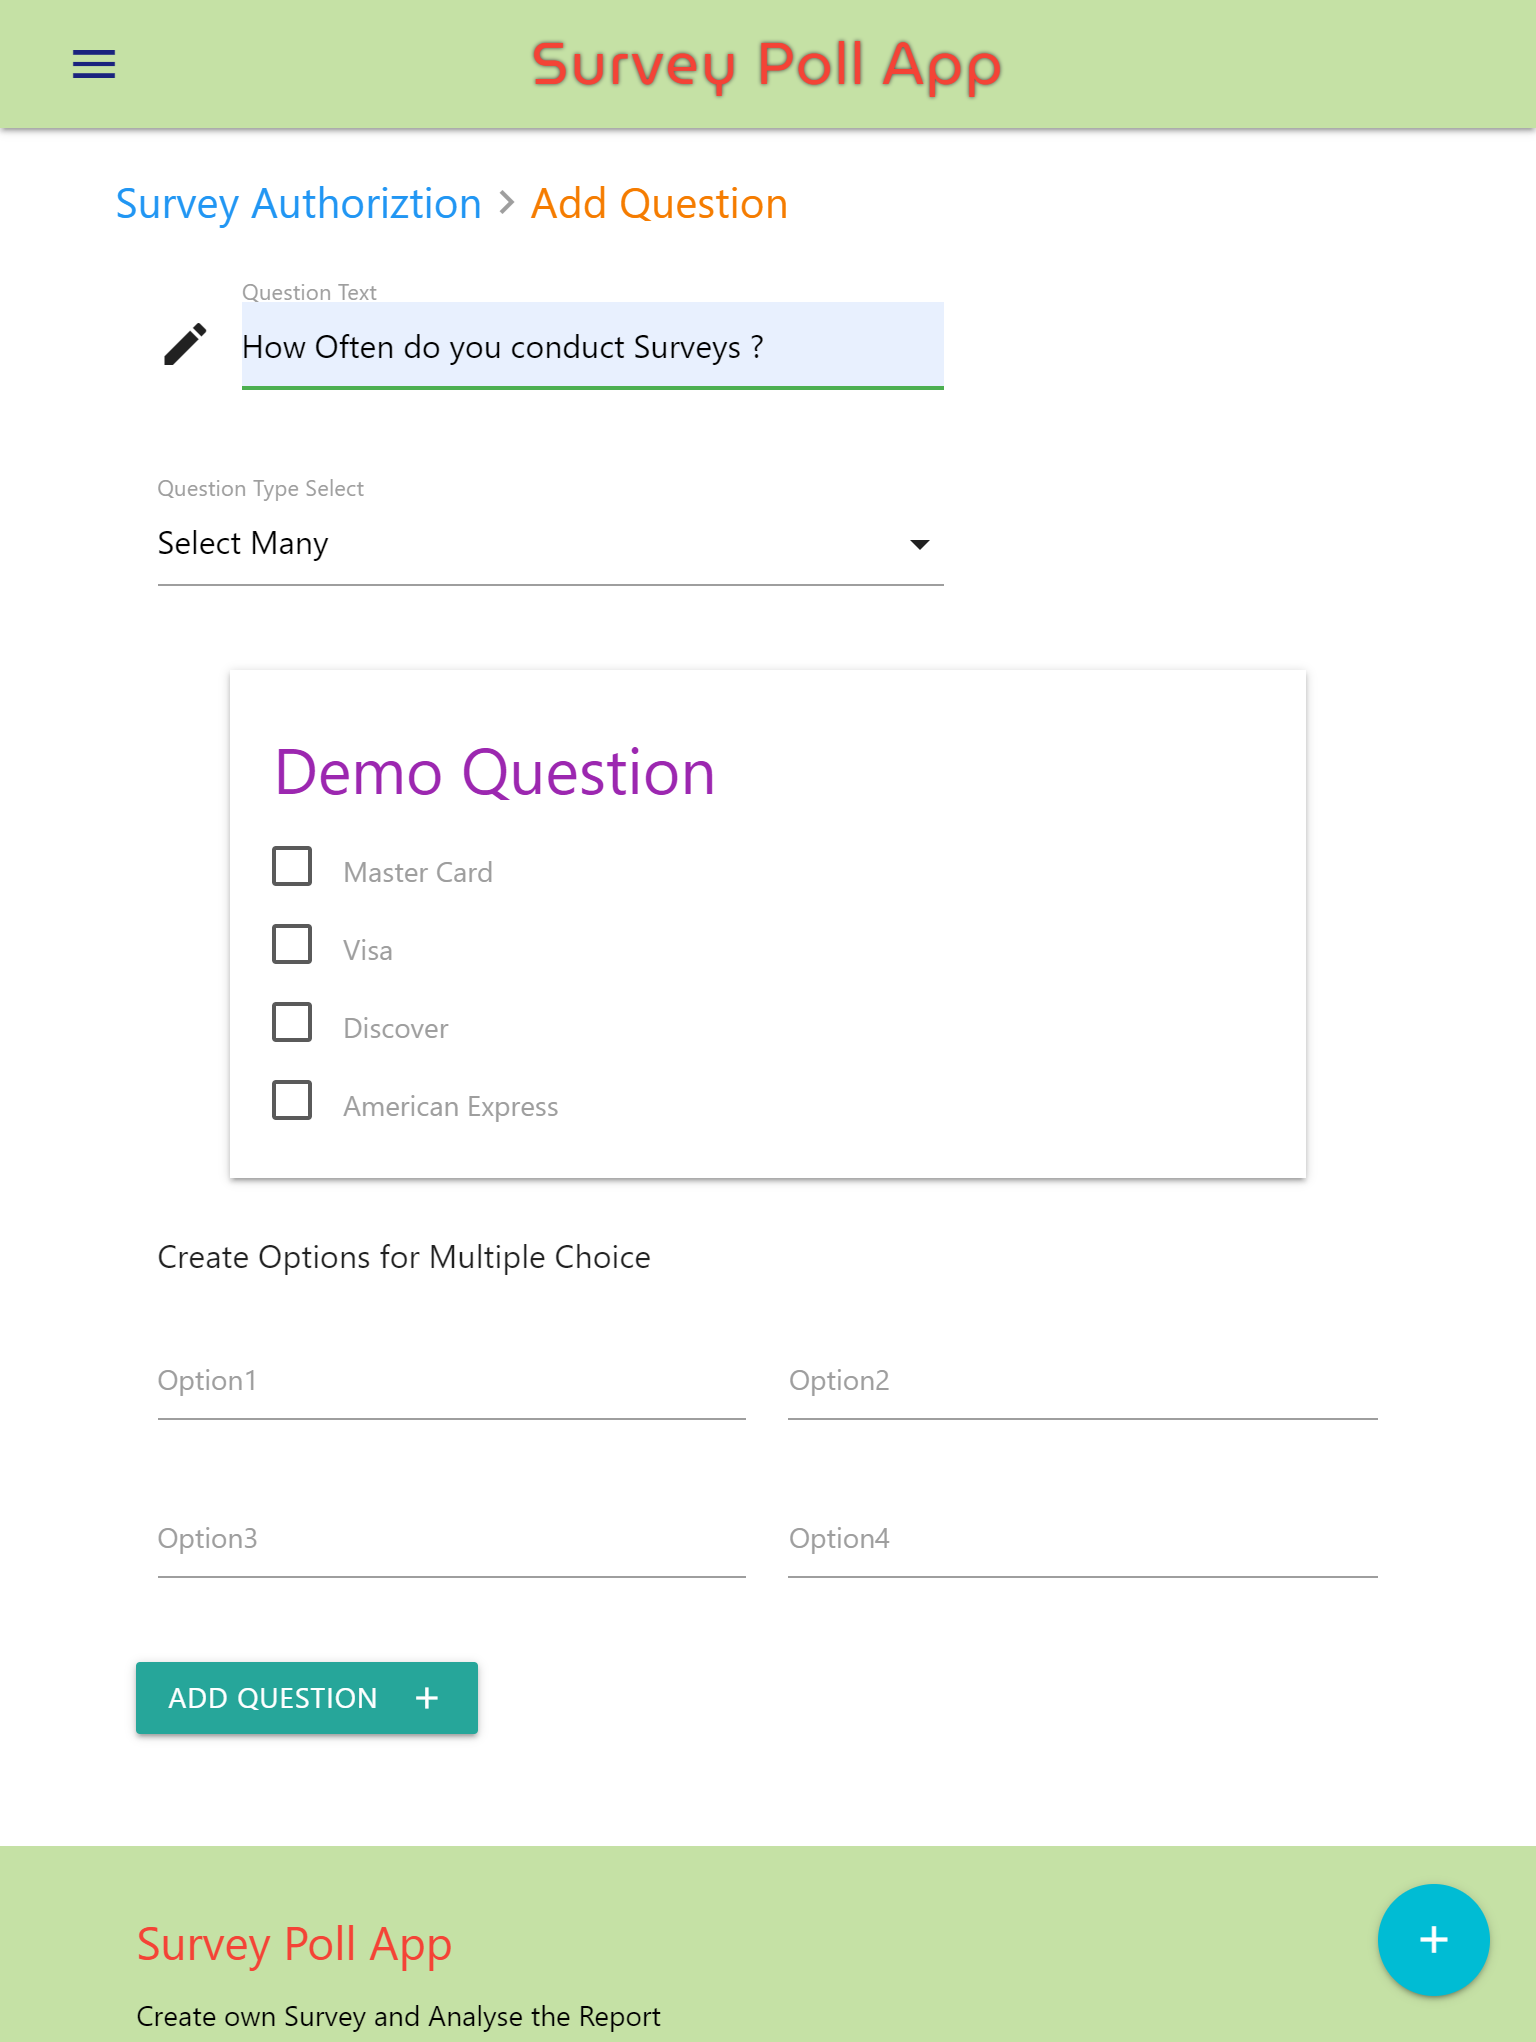 Survey Poll App
Survey Authoriztion > Add Question
Question Text
How Often do you conduct Surveys ?
Question Type Select
Select Many
Demo Question
Master Card
Visa
Discover
American Express
Create Options for Multiple Choice
Option1 Option2
Option3 Option4
ADD QUESTION +
Survey Poll App
+
Create own Survey and Analyse the Report